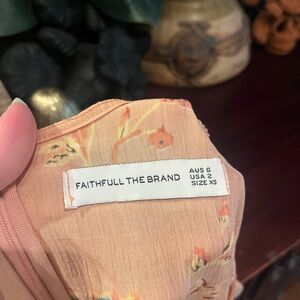 FAITHFULL THE BRAND
AUS 6
USA 2
SIZE XS